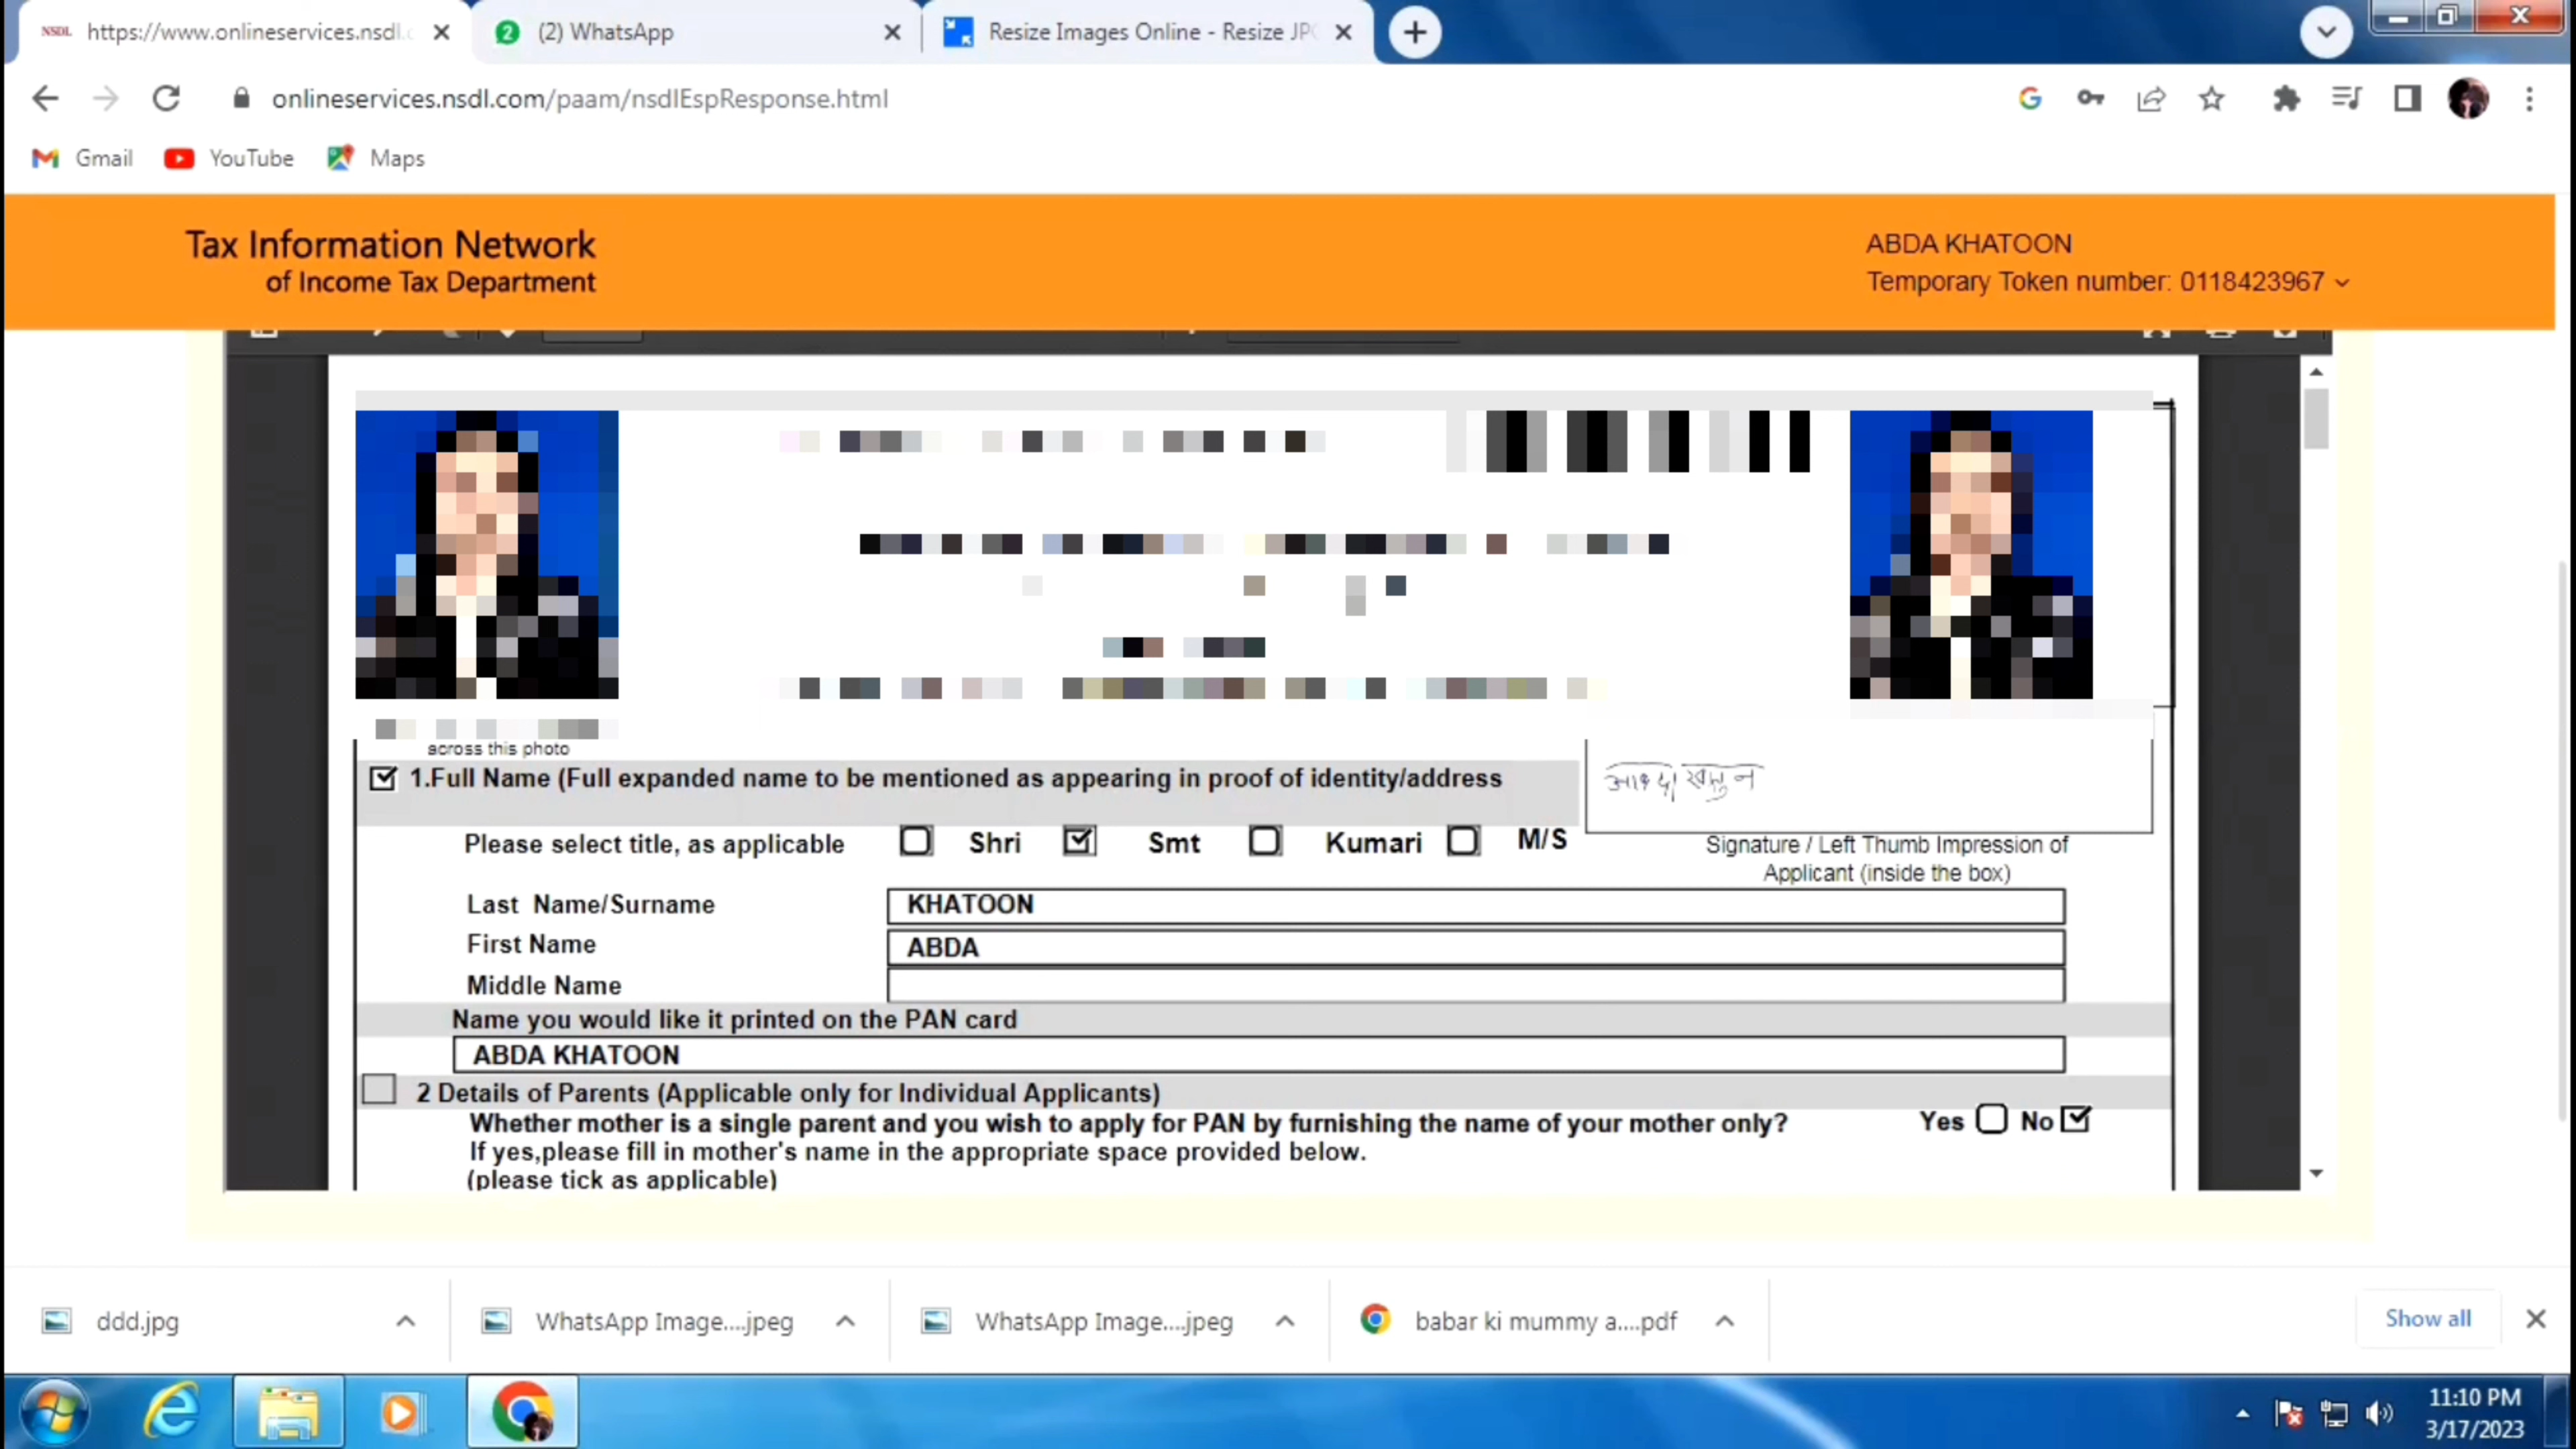 NSDL https://www.onlineservices.nsdl.c
2 (2) WhatsApp
Resize Images Online - Resize JP
onlineservices.nsdl.com/paam/nsdlEspResponse.html
Gmail YouTube Maps
Tax Information Network
of Income Tax Department
ABDA KHATOON
Temporary Token number: 0118423967
across this photo
1.Full Name (Full expanded name to be mentioned as appearing in proof of identity/address
Please select title, as applicable Shri Smt Kumari M/S
Signature / Left Thumb Impression of
Applicant (inside the box)
Last Name/Surname KHATOON
First Name ABDA
Middle Name
Name you would like it printed on the PAN card
ABDA KHATOON
2 Details of Parents (Applicable only for Individual Applicants)
Whether mother is a single parent and you wish to apply for PAN by furnishing the name of your mother only? Yes No
If yes,please fill in mother's name in the appropriate space provided below.
(please tick as applicable)
ddd.jpg WhatsApp Image....jpeg WhatsApp Image....jpeg babar ki mummy a....pdf Show all
11:10 PM
3/17/2023